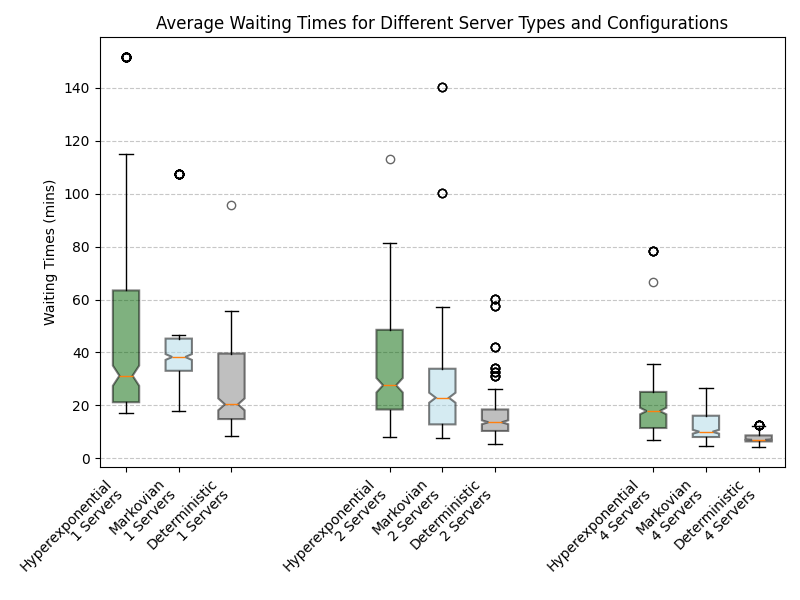 Average Waiting Times for Different Server Types and Configurations
Waiting Times (mins)
140
120
100
80
60
40
20
0
Hyperexponential
1 Servers
Markovian
1 Servers
Deterministic
1 Servers
Hyperexponential
2 Servers
Markovian
2 Servers
Deterministic
2 Servers
Hyperexponential
4 Servers
Markovian
4 Servers
Deterministic
4 Servers